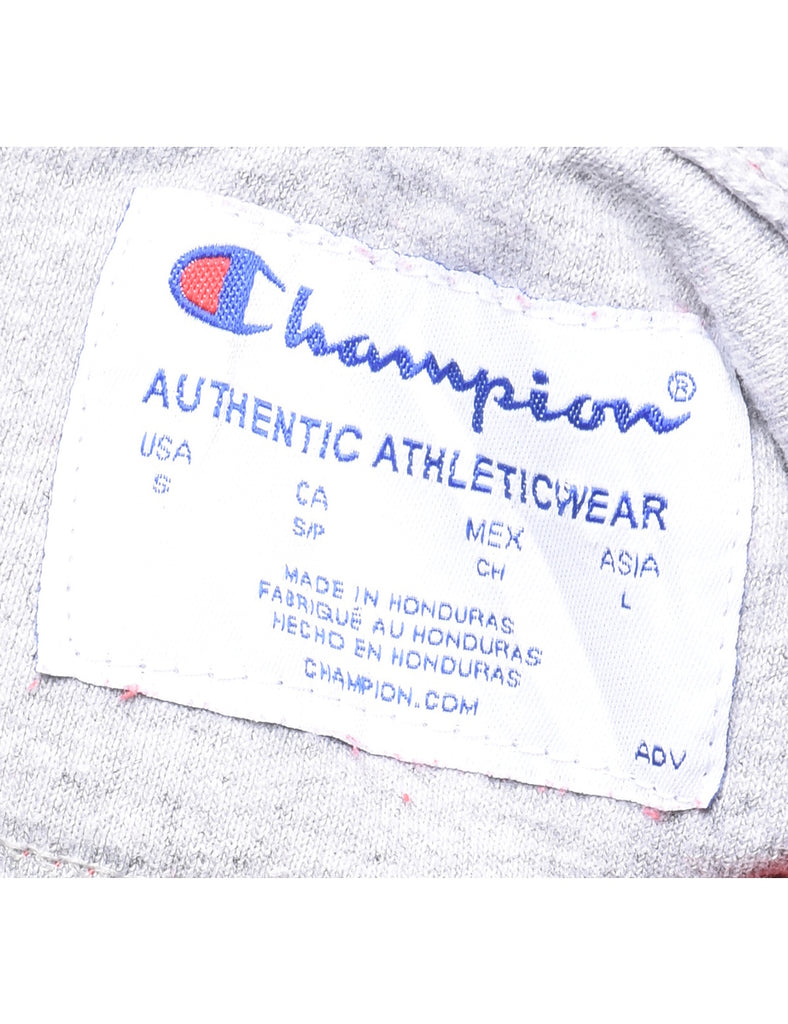 Champion®
AUTHENTIC ATHLETICWEAR
USA CA MEX ASIA
S S/P CH L
MADE IN HONDURAS
FABRIQUÉ AU HONDURAS
HECHO EN HONDURAS
CHAMPION.COM
ADV